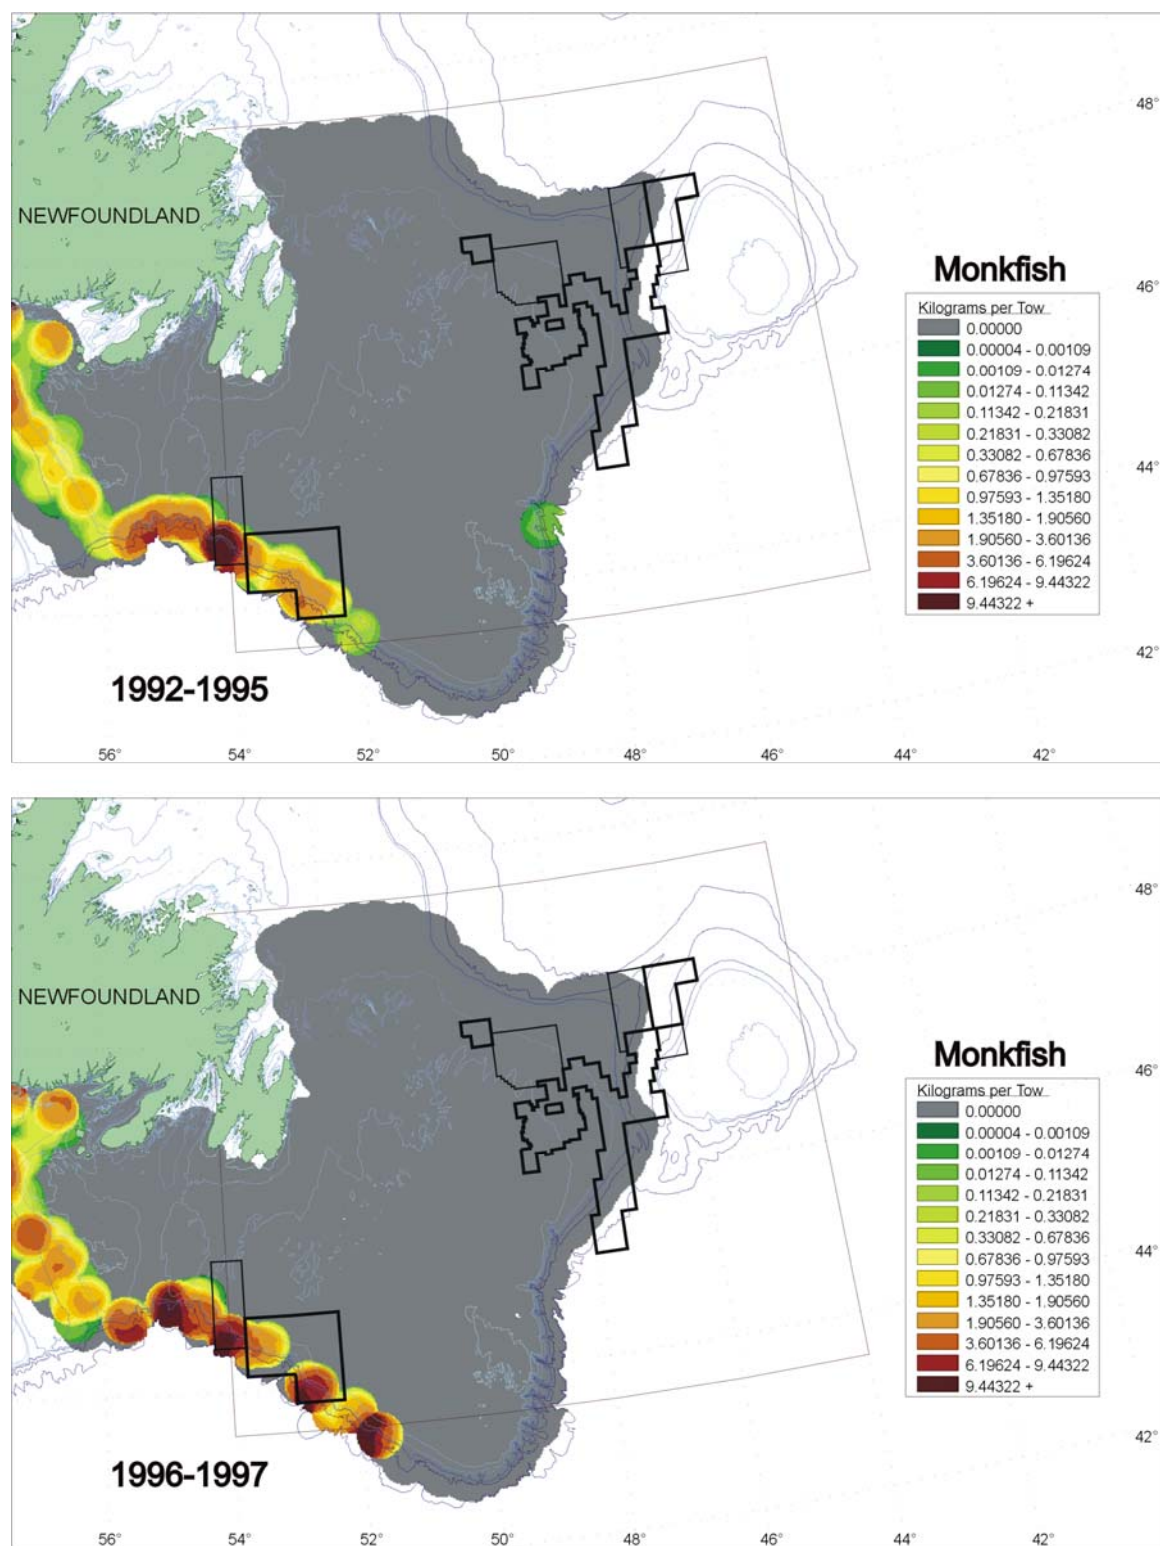 48°
NEWFOUNDLAND
Monkfish
46°
Kilograms per Tow
0.00000
0.00004 - 0.00109
0.00109 - 0.01274
0.01274 - 0.11342
0.11342 - 0.21831
0.21831 - 0.33082
0.33082 - 0.67836
0.67836 - 0.97593
0.97593 - 1.35180
1.35180 - 1.90560
1.90560 - 3.60136
3.60136 - 6.19624
6.19624 - 9.44322
9.44322 +
44°
42°
1992-1995
56° 54° 52° 50° 48° 46° 44° 42°
48°
NEWFOUNDLAND
Monkfish
46°
Kilograms per Tow
0.00000
0.00004 - 0.00109
0.00109 - 0.01274
0.01274 - 0.11342
0.11342 - 0.21831
0.21831 - 0.33082
0.33082 - 0.67836
0.67836 - 0.97593
0.97593 - 1.35180
1.35180 - 1.90560
1.90560 - 3.60136
3.60136 - 6.19624
6.19624 - 9.44322
9.44322 +
44°
42°
1996-1997
56° 54° 52° 50° 48° 46° 44° 42°